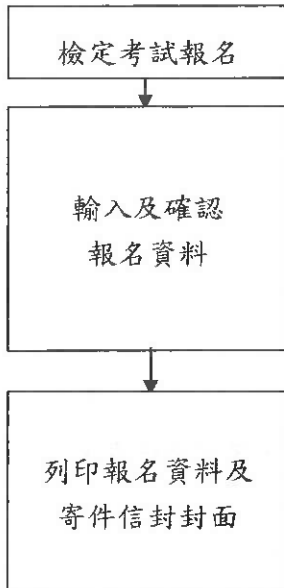 檢定考試報名
輸入及確認
報名資料
列印報名資料及
寄件信封封面